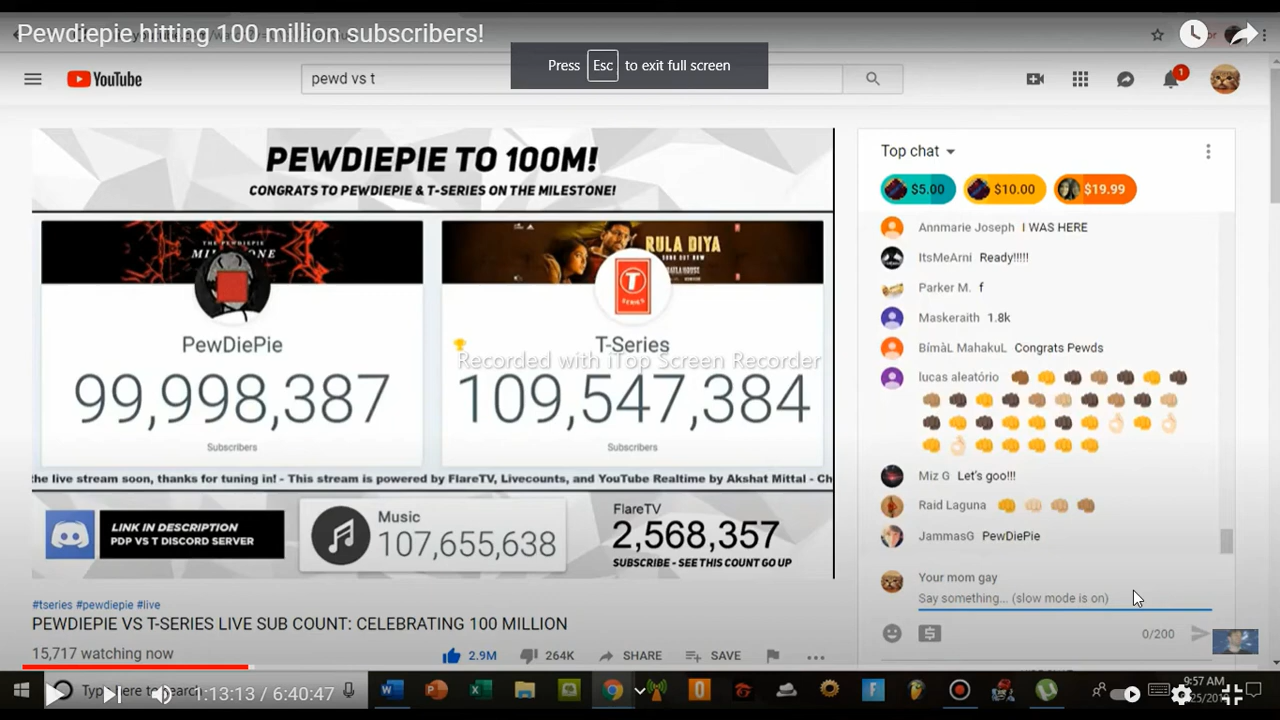 Pewdiepie hitting 100 million subscribers!
Press Esc to exit full screen
YouTube
pewd vs t
1
PEWDIEPIE TO 100M!
CONGRATS TO PEWDIEPIE & T-SERIES ON THE MILESTONE!
Top chat
$5.00 $10.00 $19.99
THE PEWDIEPIE
RULA DIYA
T
PewDiePie
99,998,387
Subscribers
T-Series
109,547,384
Subscribers
Recorded with iTop Screen Recorder
the live stream soon, thanks for tuning in! - This stream is powered by FlareTV, Livecounts, and YouTube Realtime by Akshat Mittal - Ch
LINK IN DESCRIPTION
PDP VS T DISCORD SERVER
Music
107,655,638
FlareTV
2,568,357
SUBSCRIBE - SEE THIS COUNT GO UP
Annmarie Joseph I WAS HERE
ItsMeArni Ready!!!!!
Parker M. f
Maskeraith 1.8k
BímàL MahakuL Congrats Pewds
lucas aleatório
Miz G Let's goo!!!
Raid Laguna
JammasG PewDiePie
Your mom gay
Say something... (slow mode is on)
0/200
#tseries #pewdiepie #live
PEWDIEPIE VS T-SERIES LIVE SUB COUNT: CELEBRATING 100 MILLION
15,717 watching now
2.9M 264K SHARE SAVE
1:13:13 / 6:40:47
9:57 AM